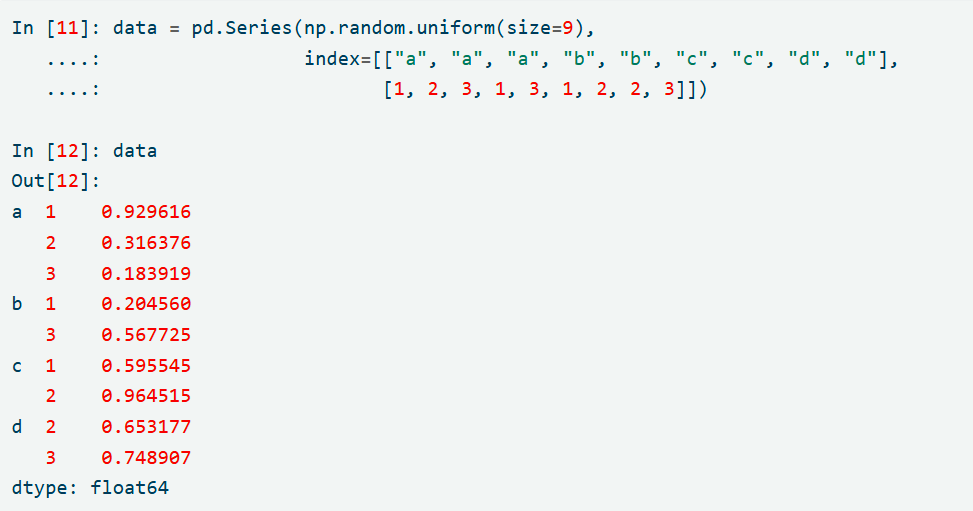 In [11]: data = pd.Series(np.random.uniform(size=9),
   ....:                  index=[["a", "a", "a", "b", "b", "c", "c", "d", "d"],
   ....:                         [1, 2, 3, 1, 3, 1, 2, 2, 3]])

In [12]: data
Out[12]:
a  1    0.929616
   2    0.316376
   3    0.183919
b  1    0.204560
   3    0.567725
c  1    0.595545
   2    0.964515
d  2    0.653177
   3    0.748907
dtype: float64